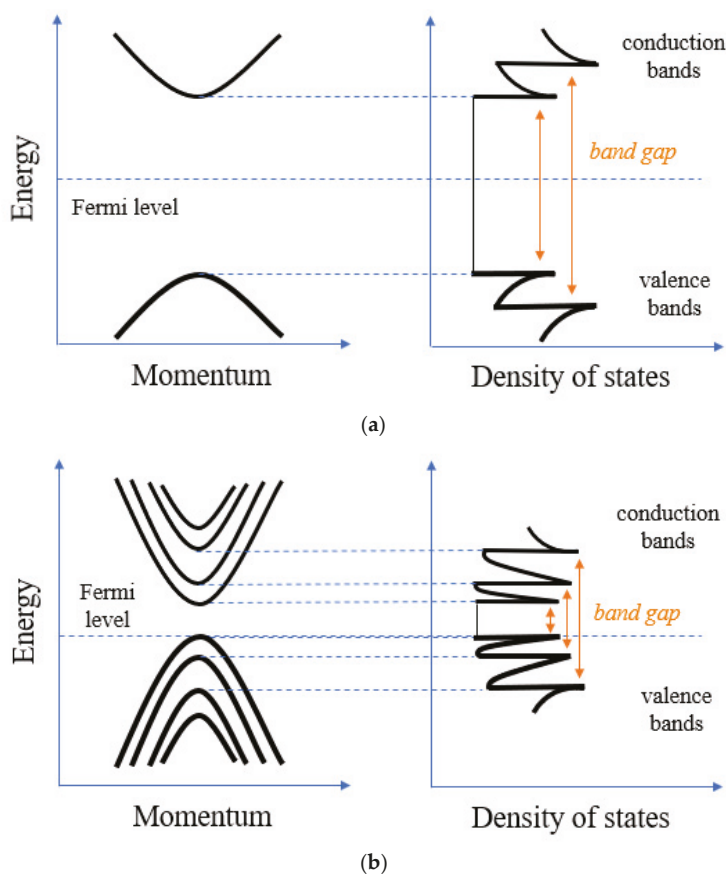 conduction
bands
band gap
Energy
Fermi level
valence
bands
Momentum
Density of states
(a)
conduction
bands
Fermi
level
band gap
Energy
valence
bands
Momentum
Density of states
(b)